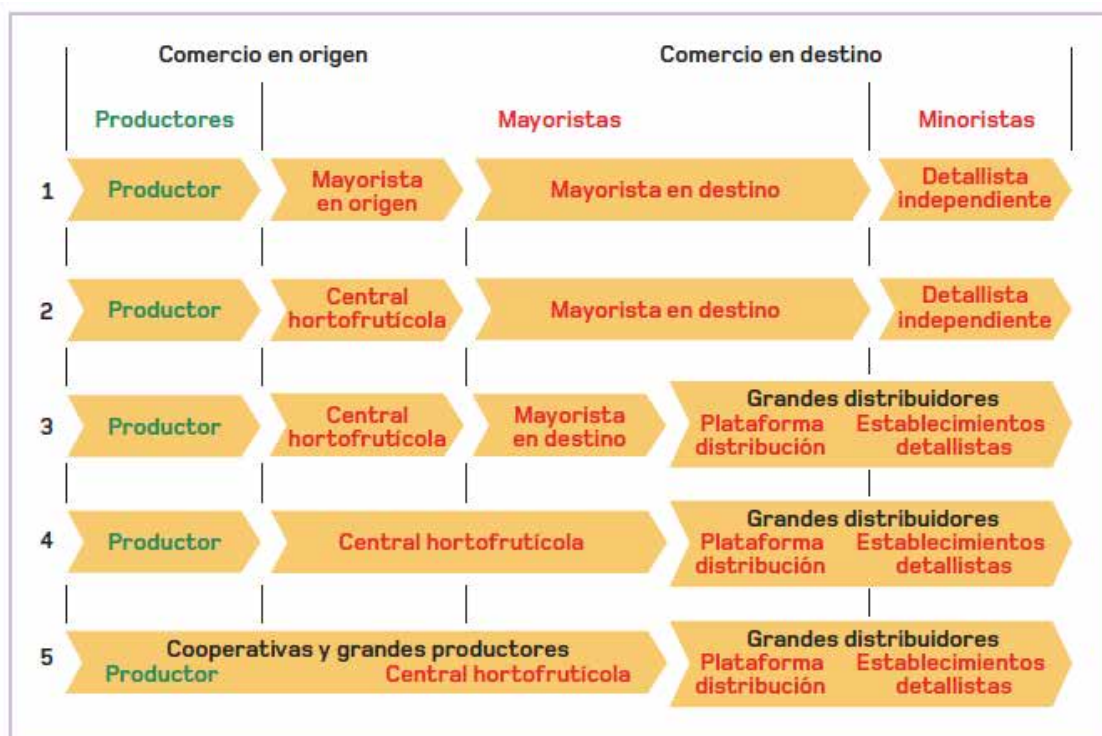 Comercio en origen Comercio en destino
Productores Mayoristas Minoristas
1 Productor Mayorista en origen Mayorista en destino Detallista independiente
2 Productor Central hortofrutícola Mayorista en destino Detallista independiente
3 Productor Central hortofrutícola Mayorista en destino Grandes distribuidores Plataforma distribución Establecimientos detallistas
4 Productor Central hortofrutícola Grandes distribuidores Plataforma distribución Establecimientos detallistas
5 Cooperativas y grandes productores Productor Central hortofrutícola Grandes distribuidores Plataforma distribución Establecimientos detallistas